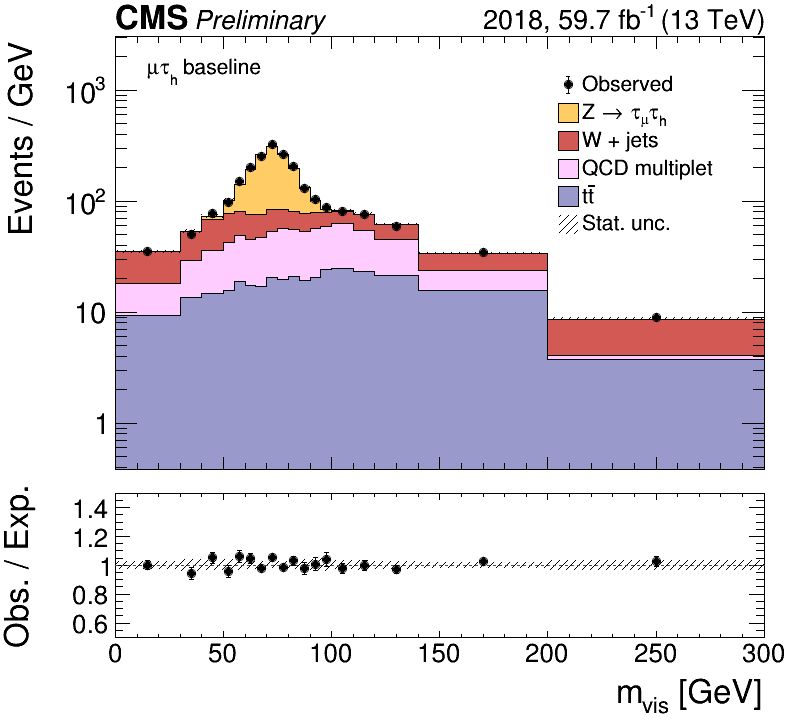 CMS Preliminary 2018, 59.7 fb⁻¹ (13 TeV)
μτₕ baseline
Observed
Z → τ_μτ_h
W + jets
QCD multiplet
tt̄
Stat. unc.
Events / GeV
10³
10²
10
1
Obs. / Exp.
1.4
1.2
1
0.8
0.6
0 50 100 150 200 250 300
m_vis [GeV]